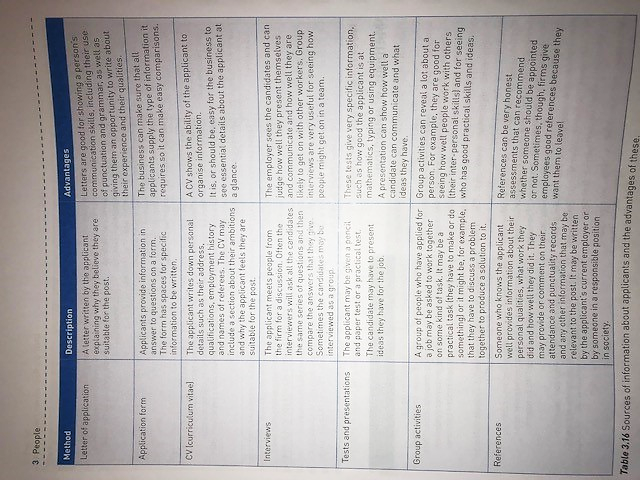 3 People
Method
Description
Advantages
Letter of application
A letter written by the applicant
explaining why they believe they are
suitable for the post.
Letters are good for showing a person's
communication skills, including their use
of punctuation and grammar, as well as
giving them an opportunity to write about
their experience and their qualities.
Application form
Applicants provide information in
answer to questions on a form.
The form has spaces for specific
information to be written.
The business can make sure that all
applicants supply the type of information it
requires so it can make easy comparisons.
CV (curriculum vitae)
The applicant writes down personal
details such as their address,
qualifications, employment history
and names of referees. The CV may
include a section about their ambitions
and why the applicant feels they are
suitable for the post.
A CV shows the ability of the applicant to
organise information.
It is, or should be, easy for the business to
see essential details about the applicant at
a glance.
Interviews
The applicant meets people from
the firm for a discussion. Often the
interviewers will ask all the candidates
the same series of questions and then
compare the answers that they give.
Sometimes the candidates may be
interviewed as a group.
The employer sees the candidates and can
judge how well they present themselves
and communicate and how well they are
likely to get on with other workers. Group
interviews are very useful for seeing how
people might get on in a team.
Tests and presentations
The applicant may be given a pencil
and paper test or a practical test.
The candidate may have to present
ideas they have for the job.
These tests give very specific information,
such as how good the applicant is at
mathematics, typing or using equipment.
A presentation can show how well a
candidate can communicate and what
ideas they have.
Group activities
A group of people who have applied for
a job may be asked to work together
on some kind of task. It may be a
practical task (they have to make or do
something) or it might be, for example,
that they have to discuss a problem
together to produce a solution to it.
Group activities can reveal a lot about a
person. For example, they are good for
seeing how well people work with others
(their inter-personal skills) and for seeing
who has good practical skills and ideas.
References
Someone who knows the applicant
well provides information about their
personal qualities, what work they
did and how well they did it. They
may provide or comment on their
attendance and punctuality records
and any other details that may be
relevant to the post. It may be written
by the applicant's current employer or
by someone in a responsible position
in society.
References can be very honest
assessments that can recommend
whether someone should be appointed
or not. Sometimes, though, firms give
employees good references because they
want them to leave!
Table 3.16 Sources of information about applicants and the advantages of these.